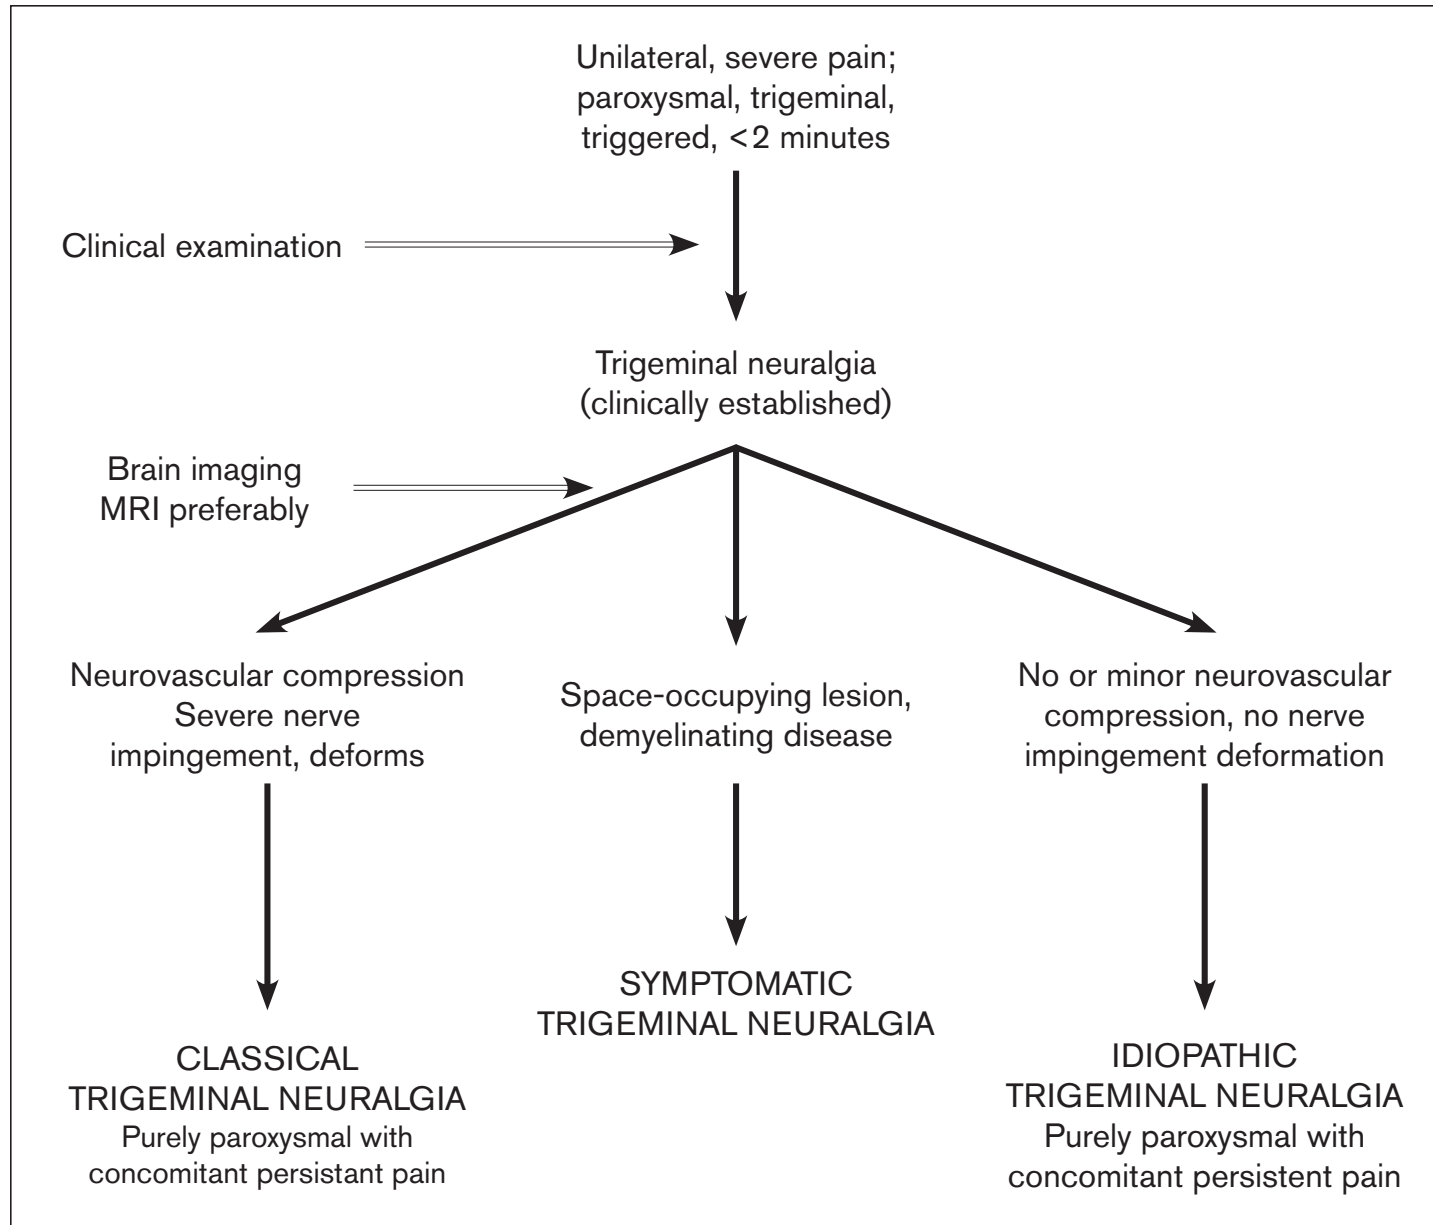 Unilateral, severe pain;
paroxysmal, trigeminal,
triggered, <2 minutes
Clinical examination
Trigeminal neuralgia
(clinically established)
Brain imaging
MRI preferably
Neurovascular compression
Severe nerve
impingement, deforms
Space-occupying lesion,
demyelinating disease
No or minor neurovascular
compression, no nerve
impingement deformation
CLASSICAL
TRIGEMINAL NEURALGIA
Purely paroxysmal with
concomitant persistant pain
SYMPTOMATIC
TRIGEMINAL NEURALGIA
IDIOPATHIC
TRIGEMINAL NEURALGIA
Purely paroxysmal with
concomitant persistent pain